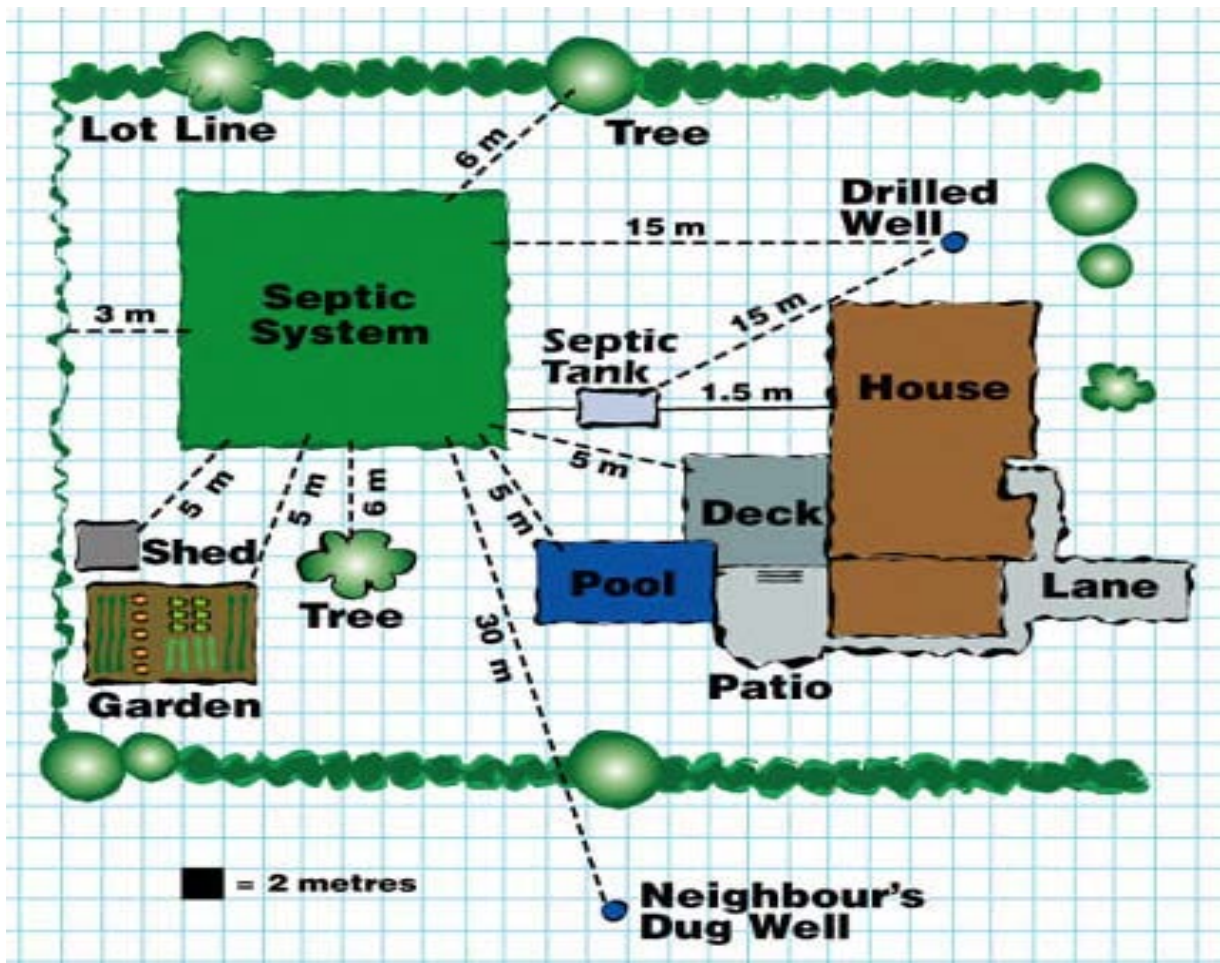 Lot Line
Tree
6 m
Drilled
Well
15 m
3 m
Septic
System
15 m
Septic
Tank
1.5 m
House
5 m
Deck
5 m
5 m
6 m
5 m
Shed
Tree
Pool
Lane
30 m
Garden
Patio
= 2 metres
Neighbour's
Dug Well